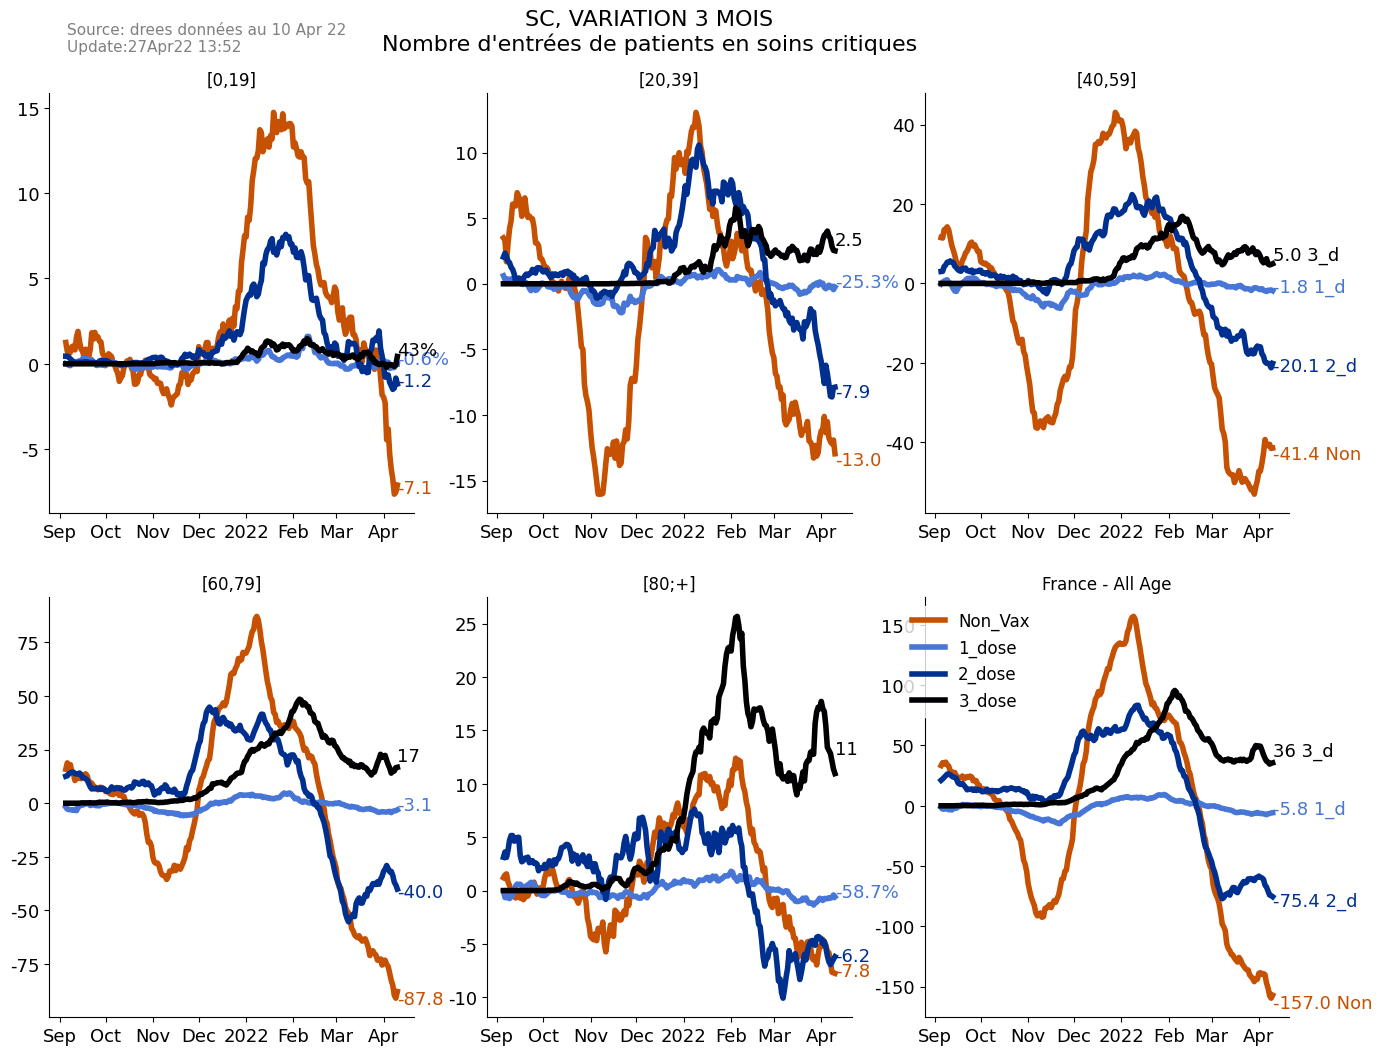 SC, VARIATION 3 MOIS
Source: drees données au 10 Apr 22
Nombre d'entrées de patients en soins critiques
Update:27Apr22 13:52
[0,19]
15
10
5
0
-5
43%
-0.6%
-1.2
-7.1
Sep Oct Nov Dec 2022 Feb Mar Apr
[20,39]
10
5
0
-5
-10
-15
2.5
-25.3%
-7.9
-13.0
Sep Oct Nov Dec 2022 Feb Mar Apr
[40,59]
40
20
0
-20
-40
5.0 3_d
-1.8 1_d
-20.1 2_d
-41.4 Non
Sep Oct Nov Dec 2022 Feb Mar Apr
[60,79]
75
50
25
0
-25
-50
-75
17
-3.1
-40.0
-87.8
Sep Oct Nov Dec 2022 Feb Mar Apr
[80;+]
25
20
15
10
5
0
-5
-10
11
-58.7%
-6.2
-7.8
Sep Oct Nov Dec 2022 Feb Mar Apr
France - All Age
150
100
50
0
-50
-100
-150
Non_Vax
1_dose
2_dose
3_dose
36 3_d
-5.8 1_d
-75.4 2_d
-157.0 Non
Sep Oct Nov Dec 2022 Feb Mar Apr